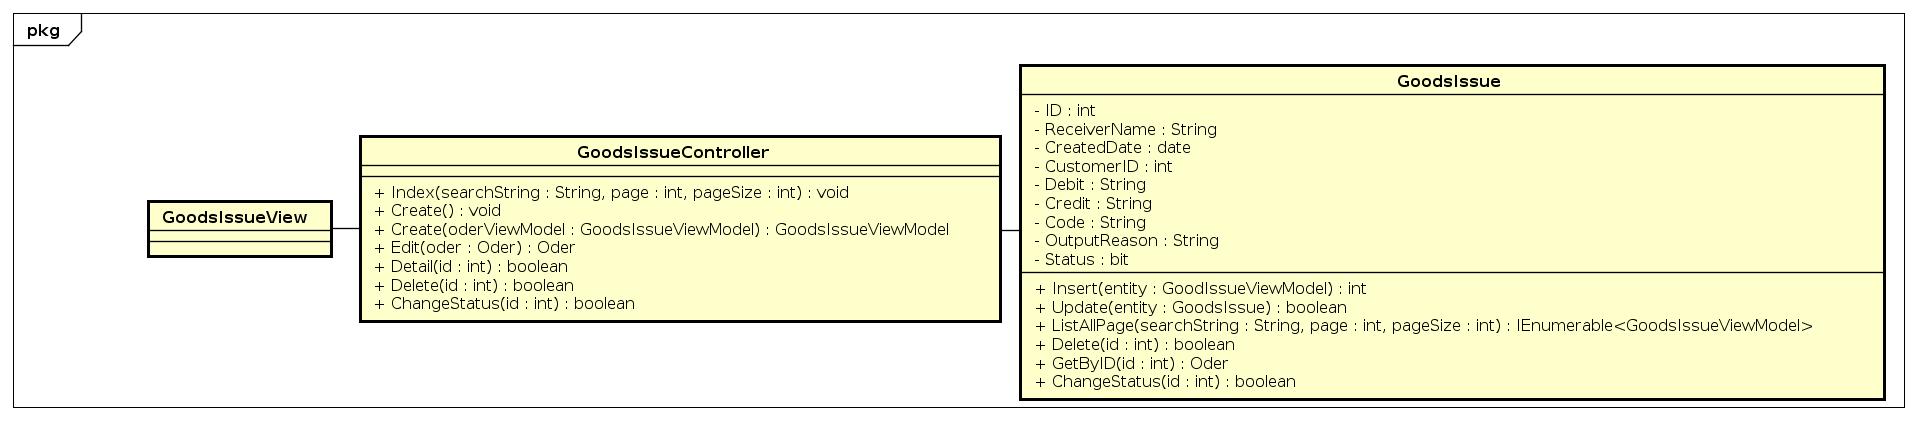 pkg
GoodsIssueView
GoodsIssueController
+ Index(searchString : String, page : int, pageSize : int) : void
+ Create() : void
+ Create(oderViewModel : GoodsIssueViewModel) : GoodsIssueViewModel
+ Edit(oder : Oder) : Oder
+ Detail(id : int) : boolean
+ Delete(id : int) : boolean
+ ChangeStatus(id : int) : boolean
GoodsIssue
- ID : int
- ReceiverName : String
- CreatedDate : date
- CustomerID : int
- Debit : String
- Credit : String
- Code : String
- OutputReason : String
- Status : bit
+ Insert(entity : GoodIssueViewModel) : int
+ Update(entity : GoodsIssue) : boolean
+ ListAllPage(searchString : String, page : int, pageSize : int) : IEnumerable<GoodsIssueViewModel>
+ Delete(id : int) : boolean
+ GetByID(id : int) : Oder
+ ChangeStatus(id : int) : boolean